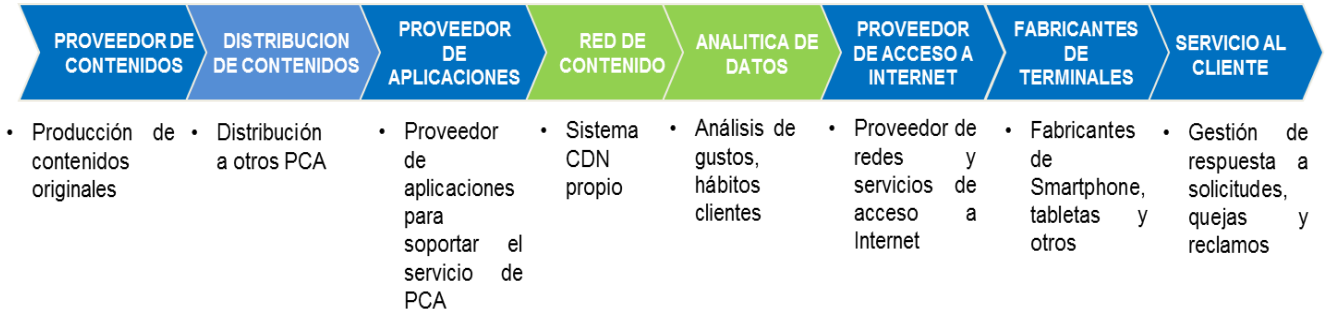 PROVEEDOR DE
CONTENIDOS
DISTRIBUCION
DE CONTENIDOS
PROVEEDOR
DE
APLICACIONES
RED DE
CONTENIDO
ANALITICA DE
DATOS
PROVEEDOR
DE ACCESO A
INTERNET
FABRICANTES
DE
TERMINALES
SERVICIO AL
CLIENTE
• Producción de
contenidos
originales
• Distribución
a otros PCA
• Proveedor
de
aplicaciones
para
soportar el
servicio de
PCA
• Sistema
CDN
propio
• Análisis de
gustos,
hábitos
clientes
• Proveedor de
redes y
servicios de
acceso a
Internet
• Fabricantes
de
Smartphone,
tabletas y
otros
• Gestión de
respuesta a
solicitudes,
quejas y
reclamos